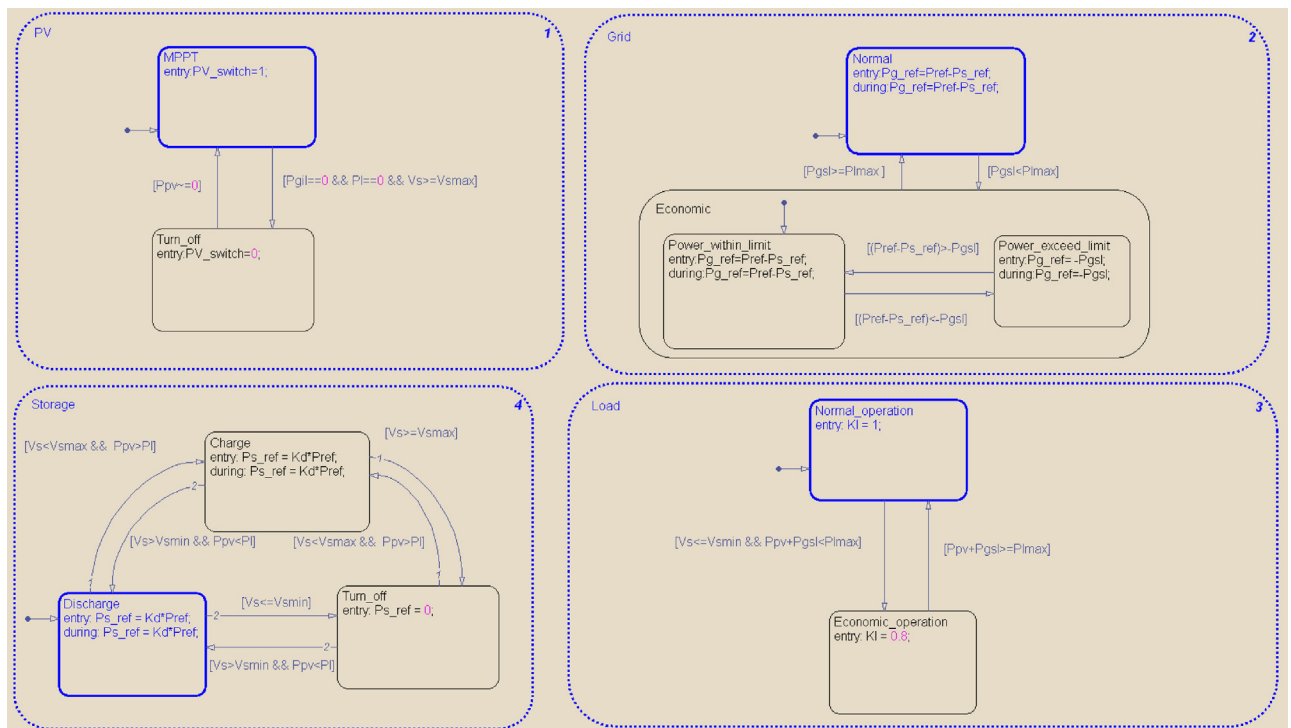 PV
1
MPPT
entry:PV_switch=1;
[Ppv~=0]
[Pgil==0 && Pl==0 && Vs>=Vsmax]
Turn_off
entry:PV_switch=0;
Grid
2
Normal
entry:Pg_ref=Pref-Ps_ref;
during:Pg_ref=Pref-Ps_ref;
[Pgsl>=Plmax ]
[Pgsl<Plmax]
Economic
Power_within_limit
entry:Pg_ref=Pref-Ps_ref;
during:Pg_ref=Pref-Ps_ref;
[(Pref-Ps_ref)>-Pgsl]
[(Pref-Ps_ref)<-Pgsl]
Power_exceed_limit
entry:Pg_ref= -Pgsl;
during:Pg_ref=-Pgsl;
Storage
4
[Vs<Vsmax && Ppv>Pl]
Charge
entry: Ps_ref = Kd*Pref;
during: Ps_ref = Kd*Pref;
[Vs>=Vsmax]
1
2
[Vs>Vsmin && Ppv<Pl]
[Vs<Vsmax && Ppv>Pl]
1
1
Discharge
entry: Ps_ref = Kd*Pref;
during: Ps_ref = Kd*Pref;
2
[Vs<=Vsmin]
Turn_off
entry: Ps_ref = 0;
2
[Vs>Vsmin && Ppv<Pl]
Load
3
Normal_operation
entry: Kl = 1;
[Vs<=Vsmin && Ppv+Pgsl<Plmax]
[Ppv+Pgsl>=Plmax]
Economic_operation
entry: Kl = 0.8;